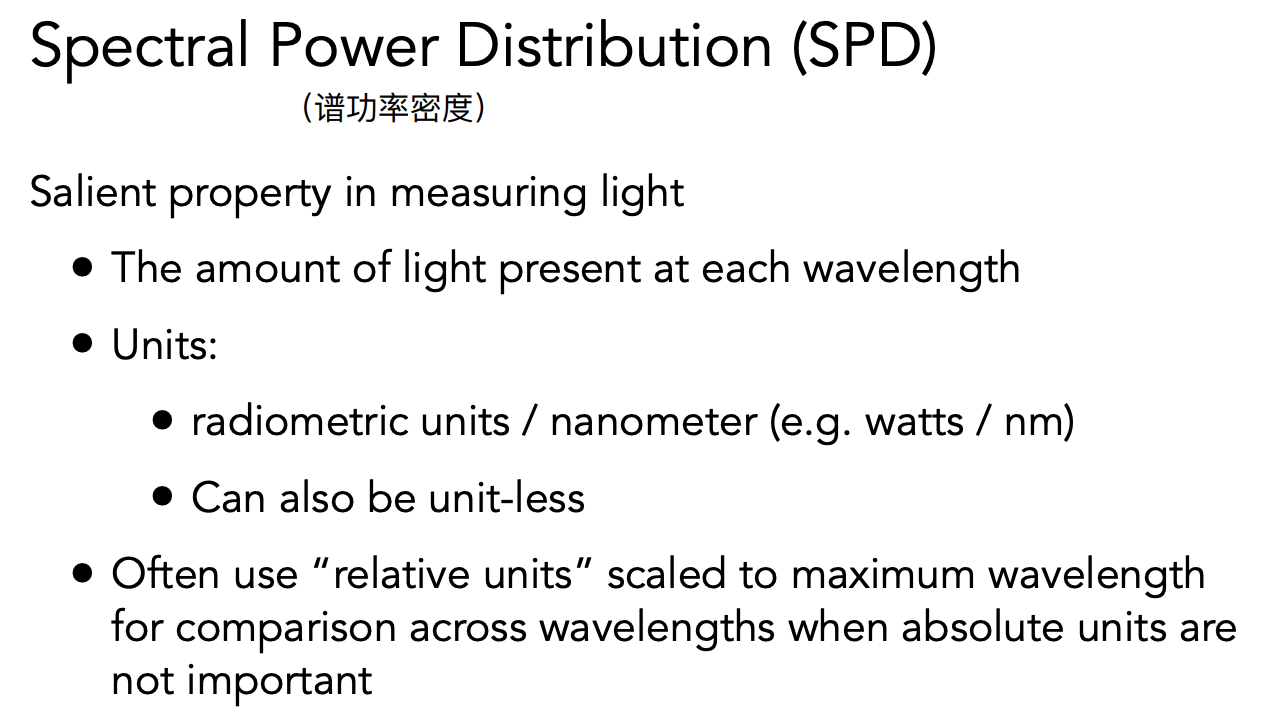 Spectral Power Distribution (SPD)
（谱功率密度）
Salient property in measuring light
● The amount of light present at each wavelength
● Units:
● radiometric units / nanometer (e.g. watts / nm)
● Can also be unit-less
● Often use “relative units” scaled to maximum wavelength
for comparison across wavelengths when absolute units are
not important